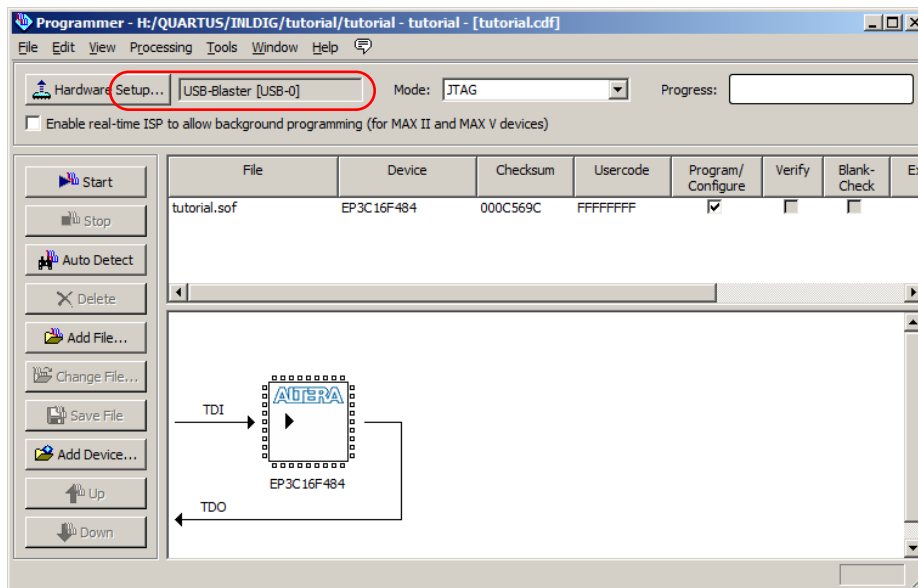 Programmer - H:/QUARTUS/INLDIG/tutorial/tutorial - tutorial - [tutorial.cdf]
File Edit View Processing Tools Window Help
Hardware Setup... USB-Blaster [USB-0] Mode: JTAG Progress:
Enable real-time ISP to allow background programming (for MAX II and MAX V devices)
Start
Stop
Auto Detect
Delete
Add File...
Change File...
Save File
Add Device...
Up
Down
File Device Checksum Usercode Program/ Verify Blank- Ex
Configure Check
tutorial.sof EP3C16F484 000C569C FFFFFFFF
ALTERA
TDI
EP3C16F484
TDO